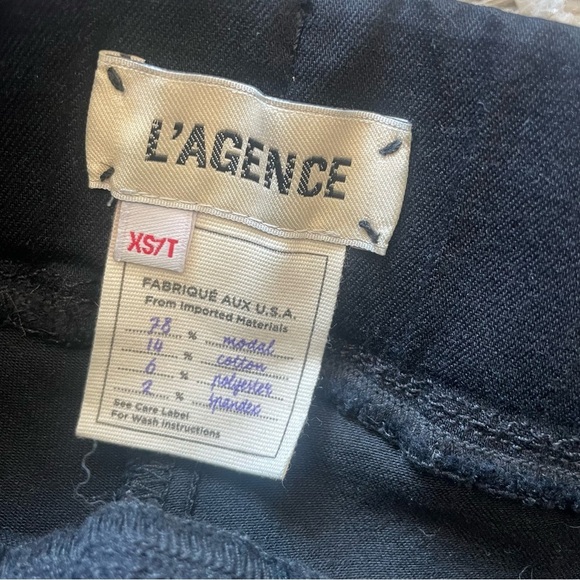 L'AGENCE
XS/T
FABRIQUÉ AUX U.S.A.
From Imported Materials
78 % modal
14 % cotton
6 % polyester
2 % spandex
See Care Label
For Wash Instructions